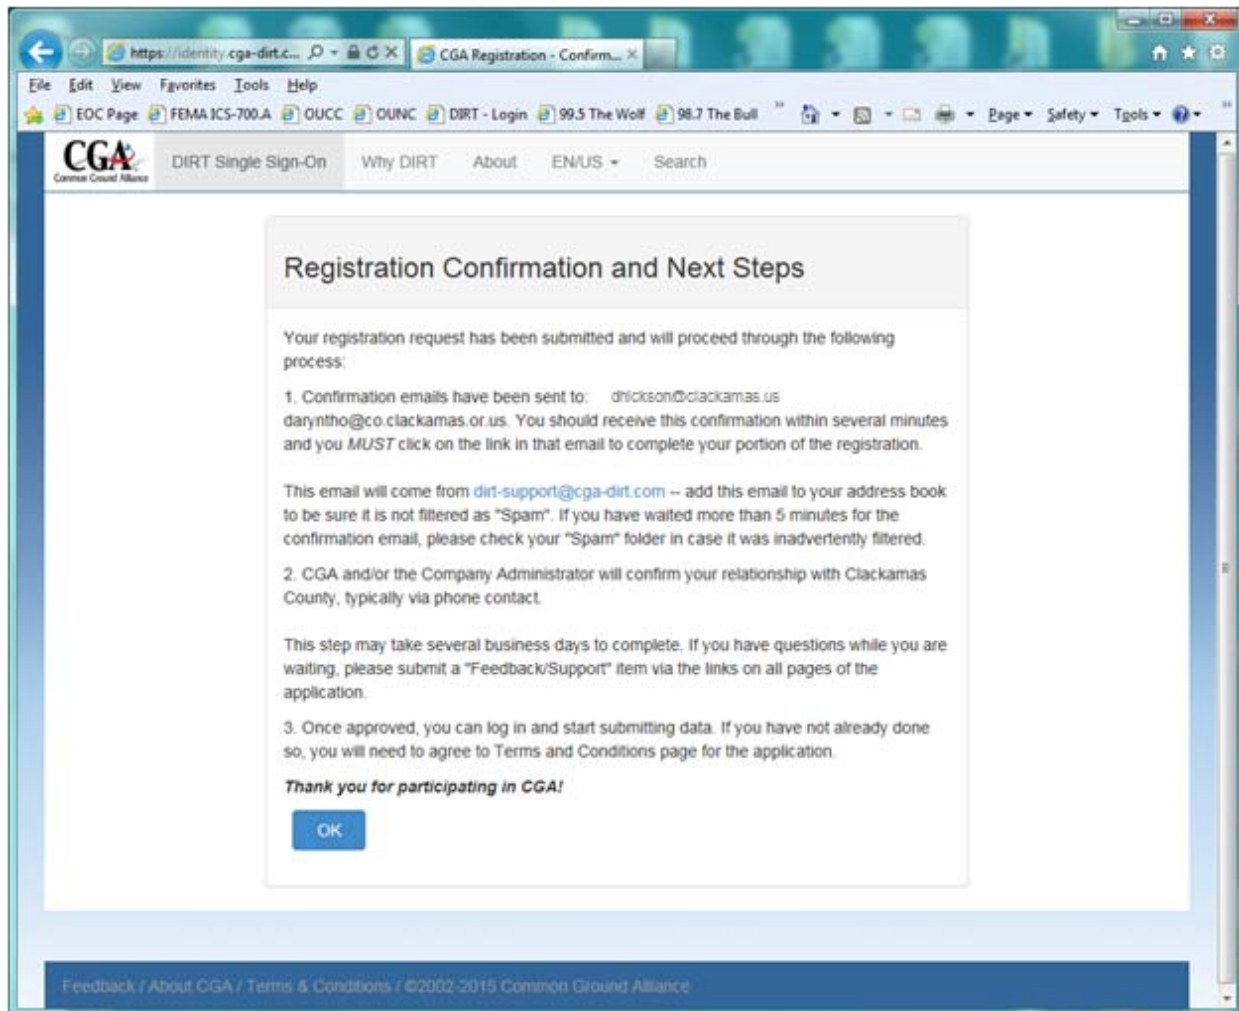 https://identity.cga-dirt.c...
CGA Registration - Confirm...
File Edit View Favorites Tools Help
EOC Page FEMA ICS-700.A OUCC OUNC DIRT - Login 99.5 The Wolf 98.7 The Bull Page Safety Tools
CGA
Common Ground Alliance
DIRT Single Sign-On Why DIRT About EN/US Search
Registration Confirmation and Next Steps
Your registration request has been submitted and will proceed through the following
process:
1. Confirmation emails have been sent to: dhickson@clackamas.us
daryntho@co.clackamas.or.us. You should receive this confirmation within several minutes
and you MUST click on the link in that email to complete your portion of the registration.
This email will come from dirt-support@cga-dirt.com -- add this email to your address book
to be sure it is not filtered as "Spam". If you have waited more than 5 minutes for the
confirmation email, please check your "Spam" folder in case it was inadvertently filtered.
2. CGA and/or the Company Administrator will confirm your relationship with Clackamas
County, typically via phone contact.
This step may take several business days to complete. If you have questions while you are
waiting, please submit a "Feedback/Support" item via the links on all pages of the
application.
3. Once approved, you can log in and start submitting data. If you have not already done
so, you will need to agree to Terms and Conditions page for the application.
Thank you for participating in CGA!
OK
Feedback / About CGA / Terms & Conditions / ©2002-2015 Common Ground Alliance